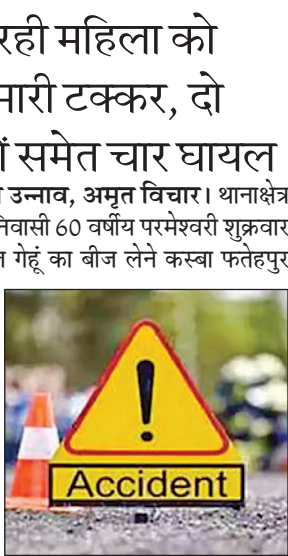 रही महिला को
मारी टक्कर, दो
समेत चार घायल
उन्नाव, अमृत विचार। थानाक्षेत्र
निवासी 60 वर्षीय परमेश्वरी शुक्रवार
गेहूं का बीज लेने कस्बा फतेहपुर
Accident